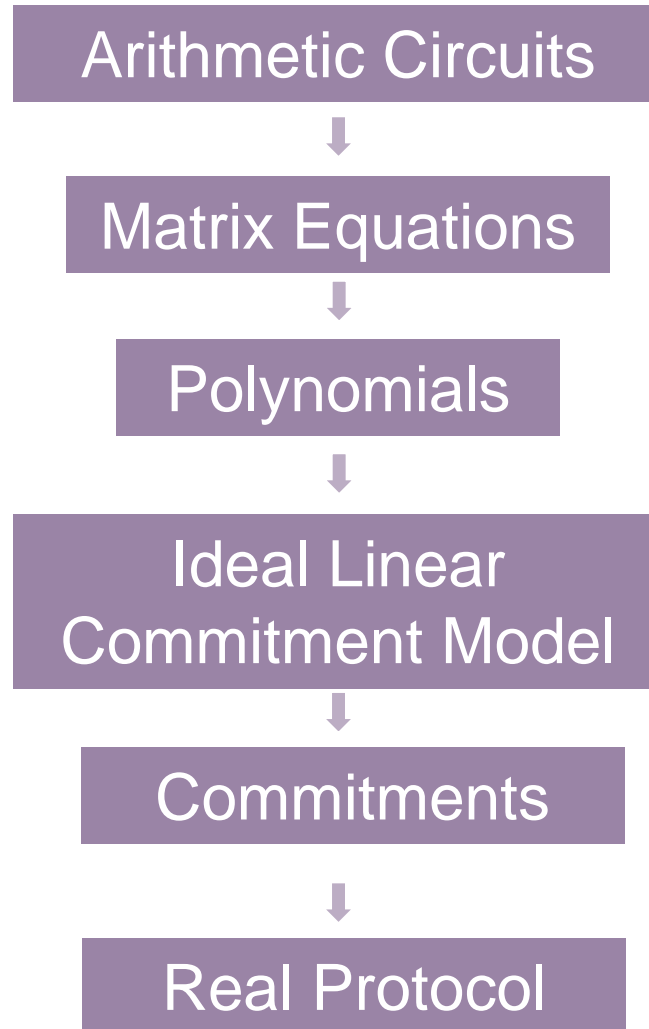 Arithmetic Circuits
Matrix Equations
Polynomials
Ideal Linear
Commitment Model
Commitments
Real Protocol